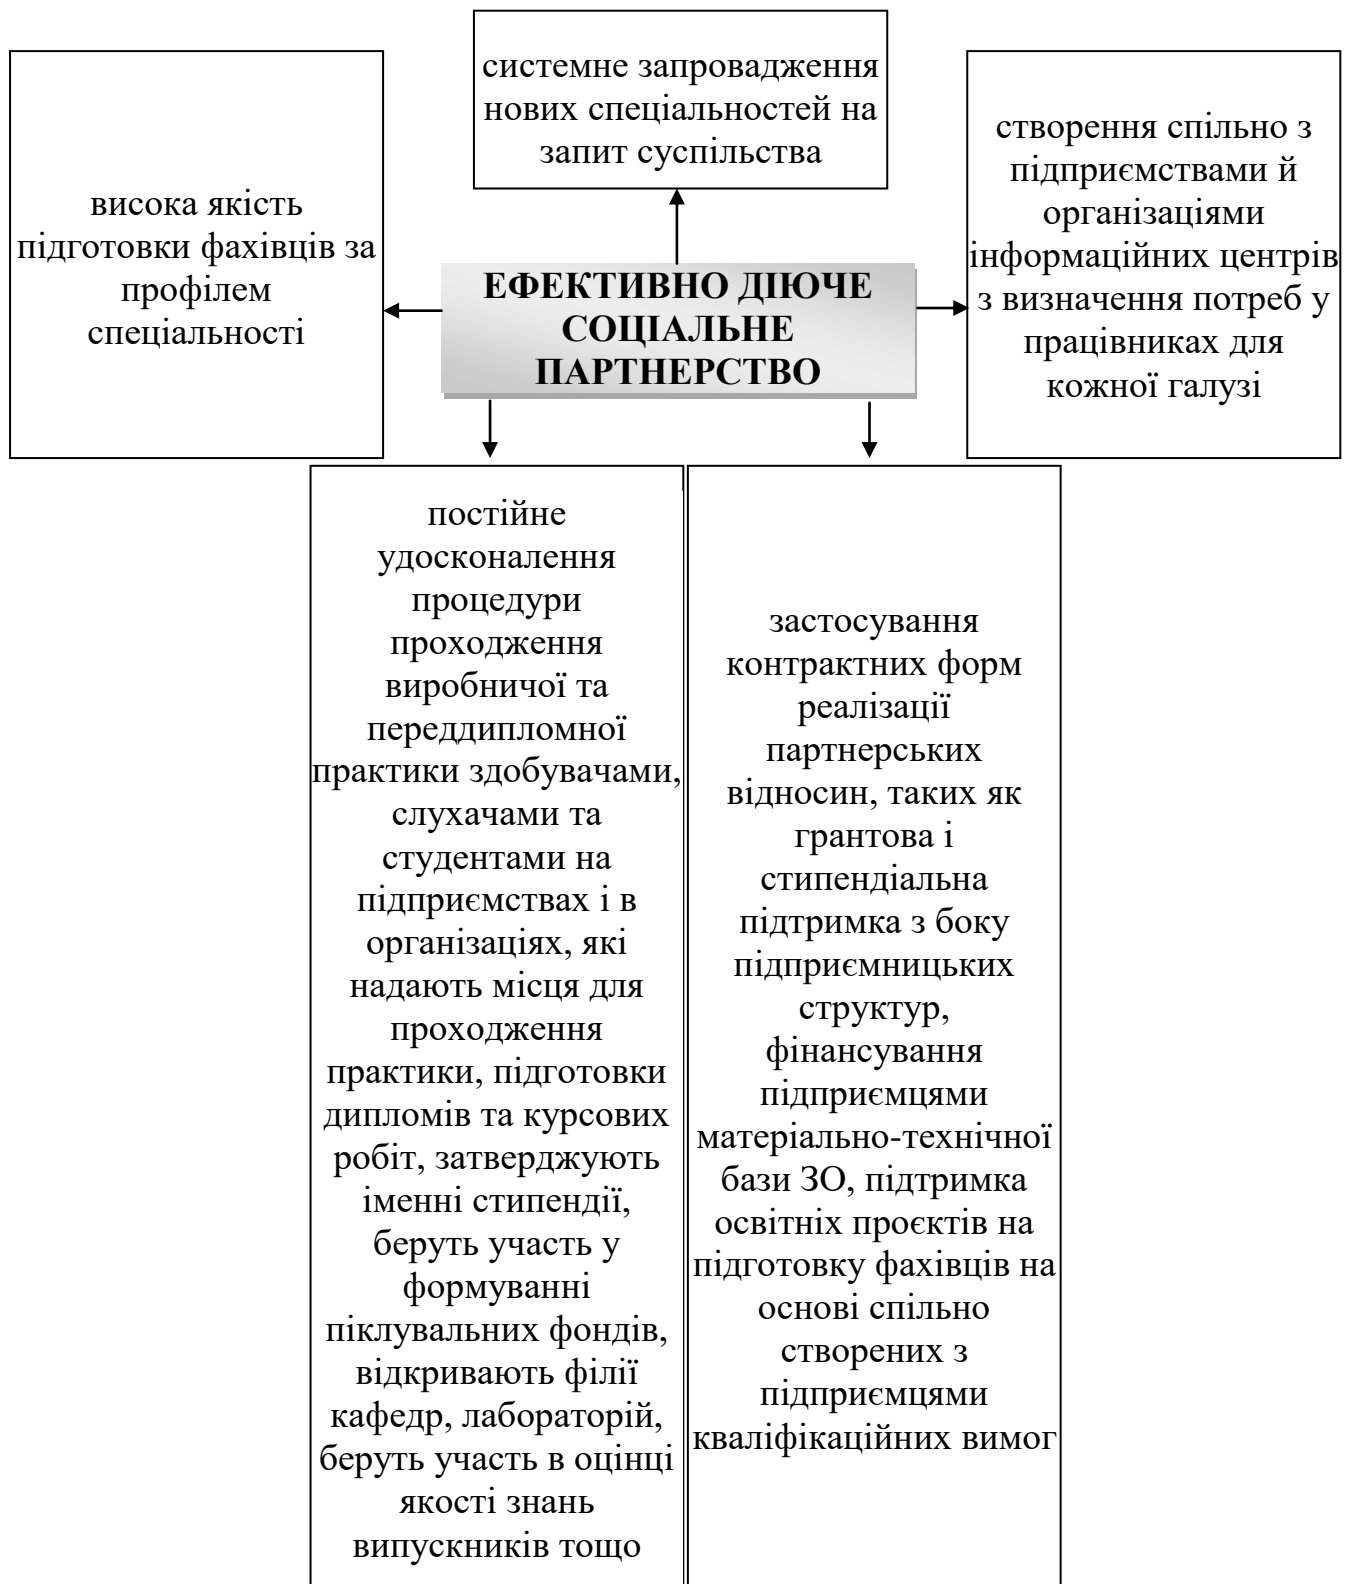 системне запровадження
нових спеціальностей на
запит суспільства
висока якість
підготовки фахівців за
профілем
спеціальності
ЕФЕКТИВНО ДІЮЧЕ
СОЦІАЛЬНЕ
ПАРТНЕРСТВО
створення спільно з
підприємствами й
організаціями
інформаційних центрів
з визначення потреб у
працівниках для
кожної галузі
постійне
удосконалення
процедури
проходження
виробничої та
переддипломної
практики здобувачами,
слухачами та
студентами на
підприємствах і в
організаціях, які
надають місця для
проходження
практики, підготовки
дипломів та курсових
робіт, затверджують
іменні стипендії,
беруть участь у
формуванні
піклувальних фондів,
відкривають філії
кафедр, лабораторій,
беруть участь в оцінці
якості знань
випускників тощо
застосування
контрактних форм
реалізації
партнерських
відносин, таких як
грантова і
стипендіальна
підтримка з боку
підприємницьких
структур,
фінансування
підприємцями
матеріально-технічної
бази ЗО, підтримка
освітніх проєктів на
підготовку фахівців на
основі спільно
створених з
підприємцями
кваліфікаційних вимог